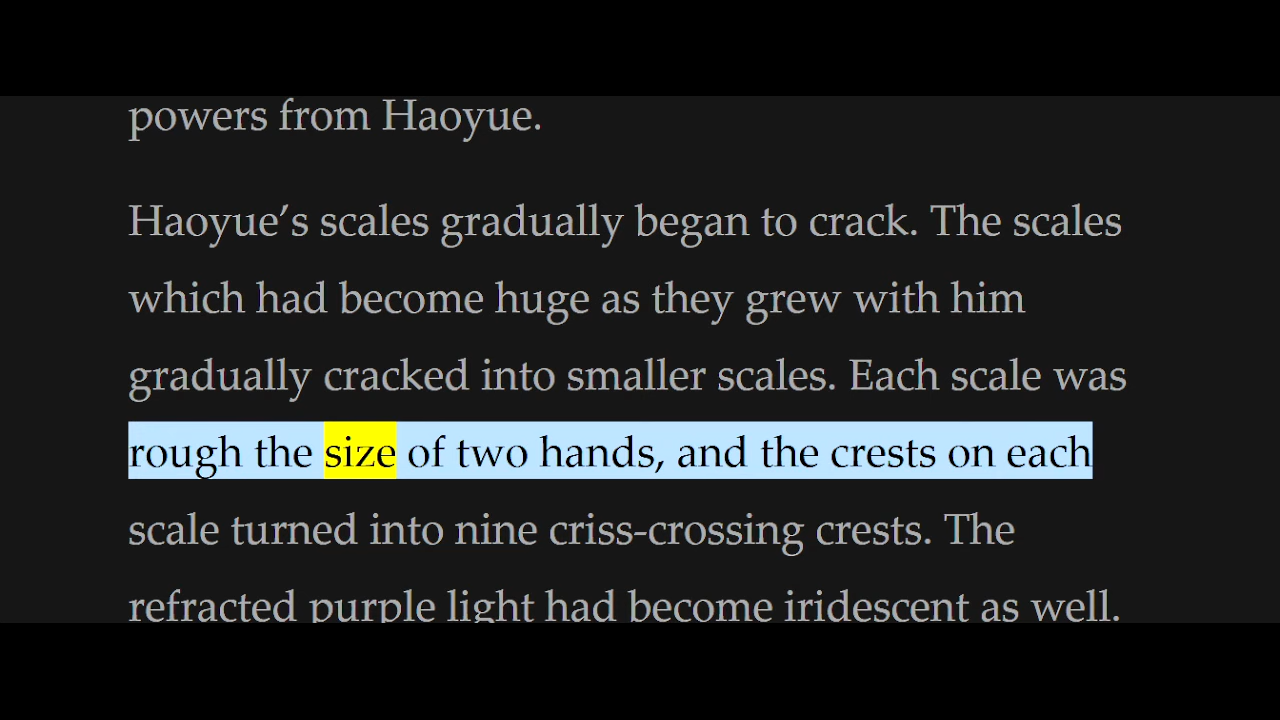 powers from Haoyue.
Haoyue’s scales gradually began to crack. The scales
which had become huge as they grew with him
gradually cracked into smaller scales. Each scale was
rough the size of two hands, and the crests on each
scale turned into nine criss-crossing crests. The
refracted purple light had become iridescent as well.